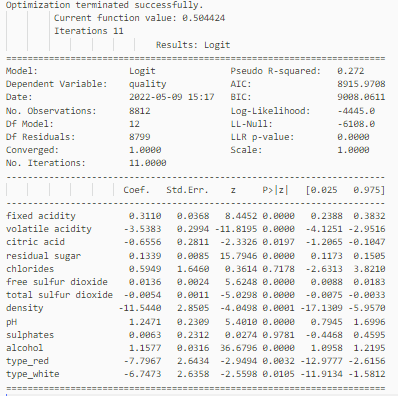 Optimization terminated successfully.
Current function value: 0.504424
Iterations 11
Results: Logit
Model: Logit Pseudo R-squared: 0.272
Dependent Variable: quality AIC: 8915.9708
Date: 2022-05-09 15:17 BIC: 9008.0611
No. Observations: 8812 Log-Likelihood: -4445.0
Df Model: 12 LL-Null: -6108.0
Df Residuals: 8799 LLR p-value: 0.0000
Converged: 1.0000 Scale: 1.0000
No. Iterations: 11.0000
Coef. Std.Err. z P>|z| [0.025 0.975]
fixed acidity 0.3110 0.0368 8.4452 0.0000 0.2388 0.3832
volatile acidity -3.5383 0.2994 -11.8195 0.0000 -4.1251 -2.9516
citric acid -0.6556 0.2811 -2.3326 0.0197 -1.2065 -0.1047
residual sugar 0.1339 0.0085 15.7946 0.0000 0.1173 0.1505
chlorides 0.5949 1.6460 0.3614 0.7178 -2.6313 3.8210
free sulfur dioxide 0.0136 0.0024 5.6248 0.0000 0.0088 0.0183
total sulfur dioxide -0.0054 0.0011 -5.0298 0.0000 -0.0075 -0.0033
density -11.5440 2.8505 -4.0498 0.0001 -17.1309 -5.9570
pH 1.2471 0.2309 5.4010 0.0000 0.7945 1.6996
sulphates 0.0063 0.2312 0.0274 0.9781 -0.4468 0.4595
alcohol 1.1577 0.0316 36.6796 0.0000 1.0958 1.2195
type_red -7.7967 2.6434 -2.9494 0.0032 -12.9777 -2.6156
type_white -6.7473 2.6358 -2.5598 0.0105 -11.9134 -1.5812